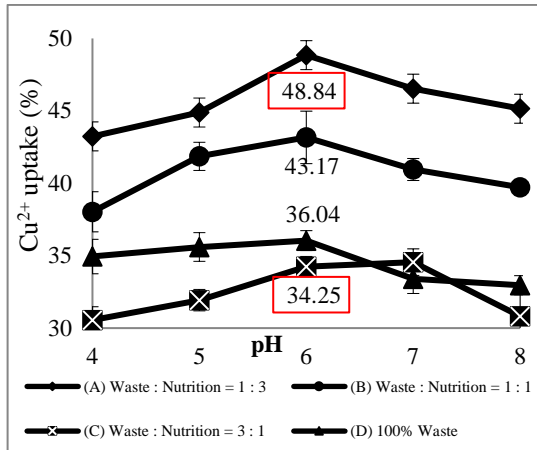 50
45
40
35
30
Cu²⁺ uptake (%)
48.84
43.17
36.04
34.25
4 5 6 7 8
pH
(A) Waste : Nutrition = 1 : 3
(B) Waste : Nutrition = 1 : 1
(C) Waste : Nutrition = 3 : 1
(D) 100% Waste